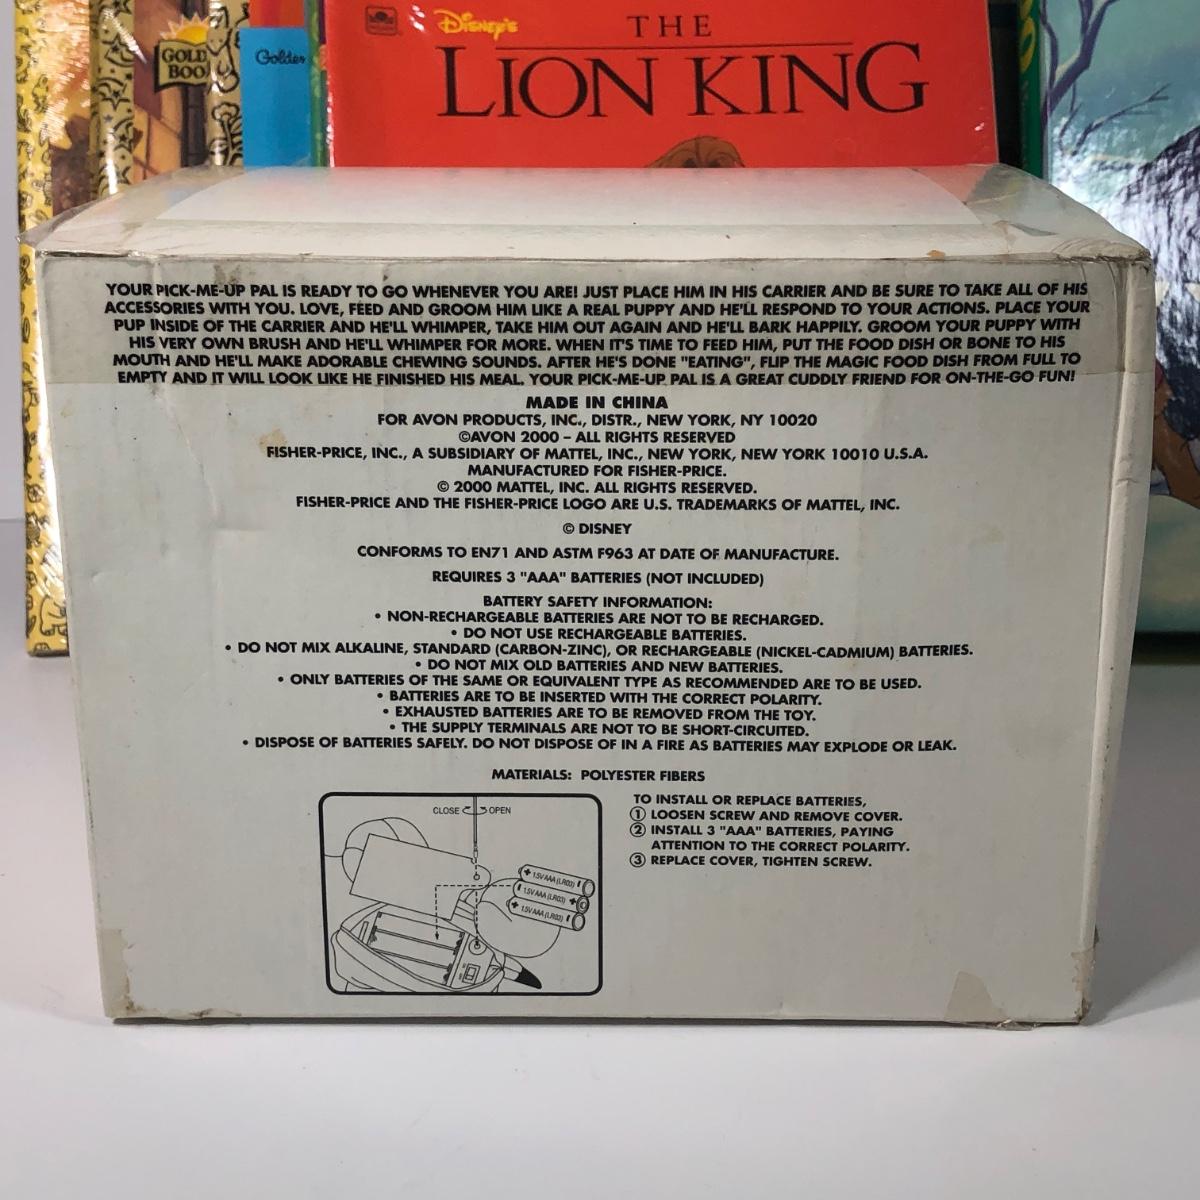 GOLD
BOO
Golden
Disney's
THE
LION KING
YOUR PICK-ME-UP PAL IS READY TO GO WHENEVER YOU ARE! JUST PLACE HIM IN HIS CARRIER AND BE SURE TO TAKE ALL OF HIS
ACCESSORIES WITH YOU. LOVE, FEED AND GROOM HIM LIKE A REAL PUPPY AND HE'LL RESPOND TO YOUR ACTIONS. PLACE YOUR
PUP INSIDE OF THE CARRIER AND HE'LL WHIMPER, TAKE HIM OUT AGAIN AND HE'LL BARK HAPPILY. GROOM YOUR PUPPY WITH
HIS VERY OWN BRUSH AND HE'LL WHIMPER FOR MORE. WHEN IT'S TIME TO FEED HIM, PUT THE FOOD DISH OR BONE TO HIS
MOUTH AND HE'LL MAKE ADORABLE CHEWING SOUNDS. AFTER HE'S DONE "EATING", FLIP THE MAGIC FOOD DISH FROM FULL TO
EMPTY AND IT WILL LOOK LIKE HE FINISHED HIS MEAL. YOUR PICK-ME-UP PAL IS A GREAT CUDDLY FRIEND FOR ON-THE-GO FUN!
MADE IN CHINA
FOR AVON PRODUCTS, INC., DISTR., NEW YORK, NY 10020
©AVON 2000 – ALL RIGHTS RESERVED
FISHER-PRICE, INC., A SUBSIDIARY OF MATTEL, INC., NEW YORK, NEW YORK 10010 U.S.A.
MANUFACTURED FOR FISHER-PRICE.
© 2000 MATTEL, INC. ALL RIGHTS RESERVED.
FISHER-PRICE AND THE FISHER-PRICE LOGO ARE U.S. TRADEMARKS OF MATTEL, INC.
© DISNEY
CONFORMS TO EN71 AND ASTM F963 AT DATE OF MANUFACTURE.
REQUIRES 3 "AAA" BATTERIES (NOT INCLUDED)
BATTERY SAFETY INFORMATION:
• NON-RECHARGEABLE BATTERIES ARE NOT TO BE RECHARGED.
• DO NOT USE RECHARGEABLE BATTERIES.
• DO NOT MIX ALKALINE, STANDARD (CARBON-ZINC), OR RECHARGEABLE (NICKEL-CADMIUM) BATTERIES.
• DO NOT MIX OLD BATTERIES AND NEW BATTERIES.
• ONLY BATTERIES OF THE SAME OR EQUIVALENT TYPE AS RECOMMENDED ARE TO BE USED.
• BATTERIES ARE TO BE INSERTED WITH THE CORRECT POLARITY.
• EXHAUSTED BATTERIES ARE TO BE REMOVED FROM THE TOY.
• THE SUPPLY TERMINALS ARE NOT TO BE SHORT-CIRCUITED.
• DISPOSE OF BATTERIES SAFELY. DO NOT DISPOSE OF IN A FIRE AS BATTERIES MAY EXPLODE OR LEAK.
MATERIALS: POLYESTER FIBERS
CLOSE OPEN
+ 1.5V AAA (LR03) -
- 1.5V AAA (LR03) +
+ 1.5V AAA (LR03) -
TO INSTALL OR REPLACE BATTERIES,
① LOOSEN SCREW AND REMOVE COVER.
② INSTALL 3 "AAA" BATTERIES, PAYING
ATTENTION TO THE CORRECT POLARITY.
③ REPLACE COVER, TIGHTEN SCREW.